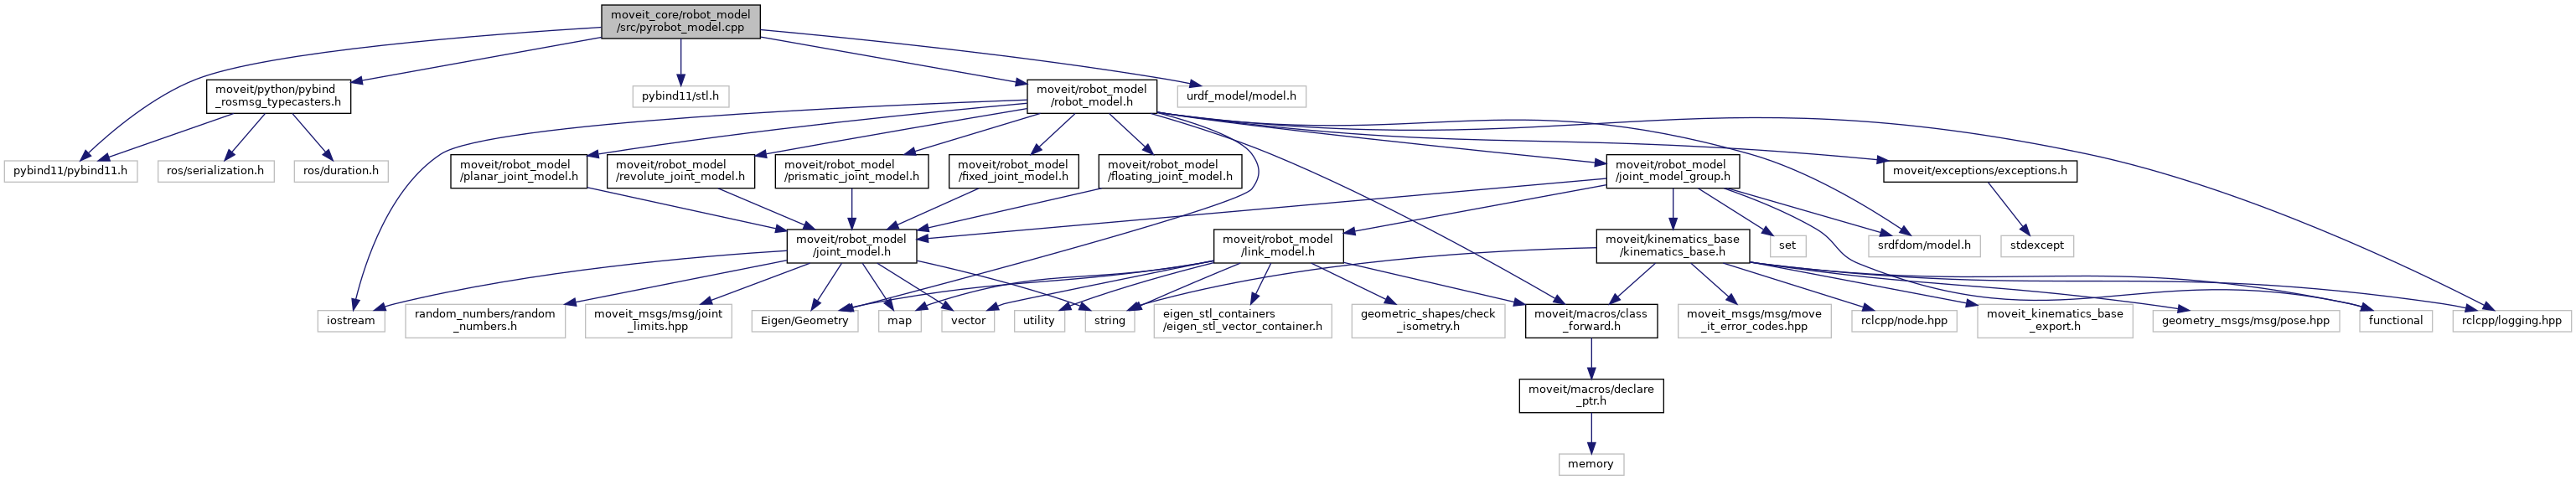 moveit_core/robot_model
/src/pyrobot_model.cpp
moveit/python/pybind
_rosmsg_typecasters.h
pybind11/stl.h
moveit/robot_model
/robot_model.h
urdf_model/model.h
pybind11/pybind11.h
ros/serialization.h
ros/duration.h
moveit/robot_model
/planar_joint_model.h
moveit/robot_model
/revolute_joint_model.h
moveit/robot_model
/prismatic_joint_model.h
moveit/robot_model
/fixed_joint_model.h
moveit/robot_model
/floating_joint_model.h
moveit/robot_model
/joint_model_group.h
moveit/exceptions/exceptions.h
moveit/robot_model
/joint_model.h
moveit/robot_model
/link_model.h
moveit/kinematics_base
/kinematics_base.h
set
srdfdom/model.h
stdexcept
iostream
random_numbers/random
_numbers.h
moveit_msgs/msg/joint
_limits.hpp
Eigen/Geometry
map
vector
utility
string
eigen_stl_containers
/eigen_stl_vector_container.h
geometric_shapes/check
_isometry.h
moveit/macros/class
_forward.h
moveit_msgs/msg/move
_it_error_codes.hpp
rclcpp/node.hpp
moveit_kinematics_base
_export.h
geometry_msgs/msg/pose.hpp
functional
rclcpp/logging.hpp
moveit/macros/declare
_ptr.h
memory